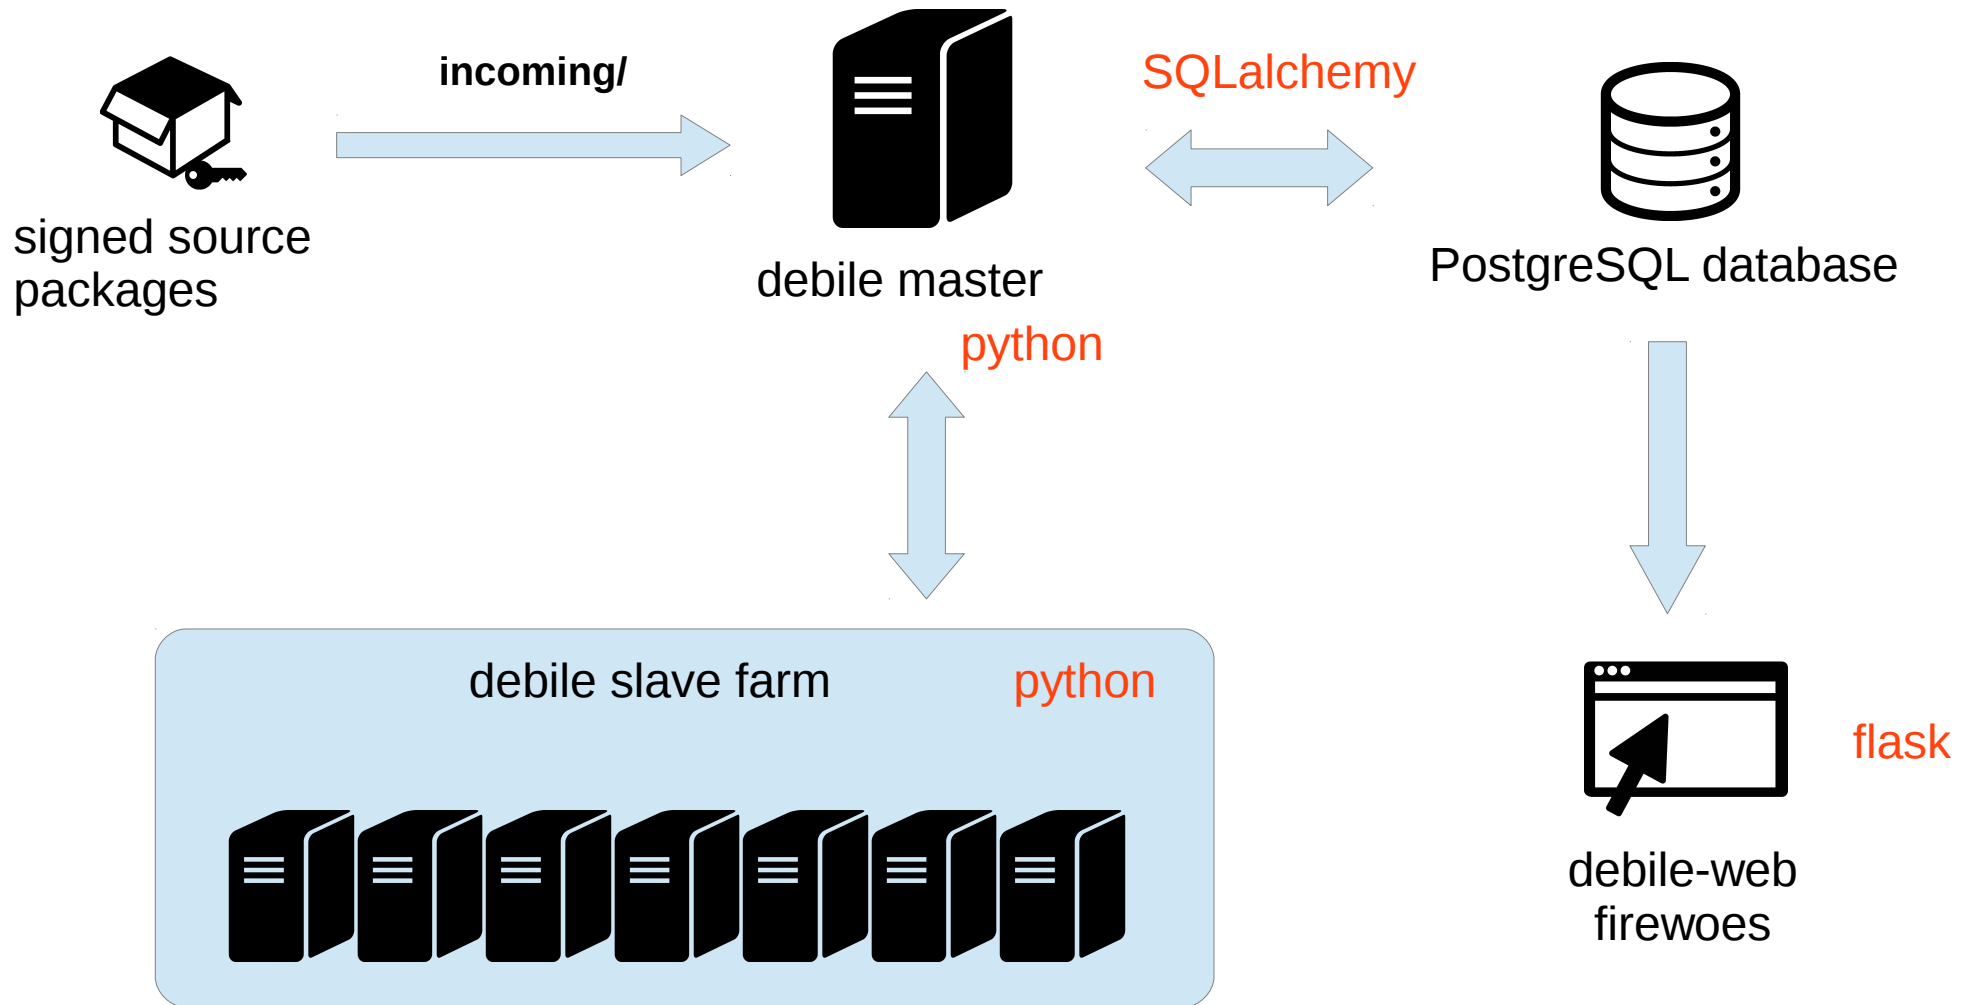 incoming/
SQLalchemy
signed source
packages
debile master
PostgreSQL database
python
debile slave farm
python
flask
debile-web
firewoes